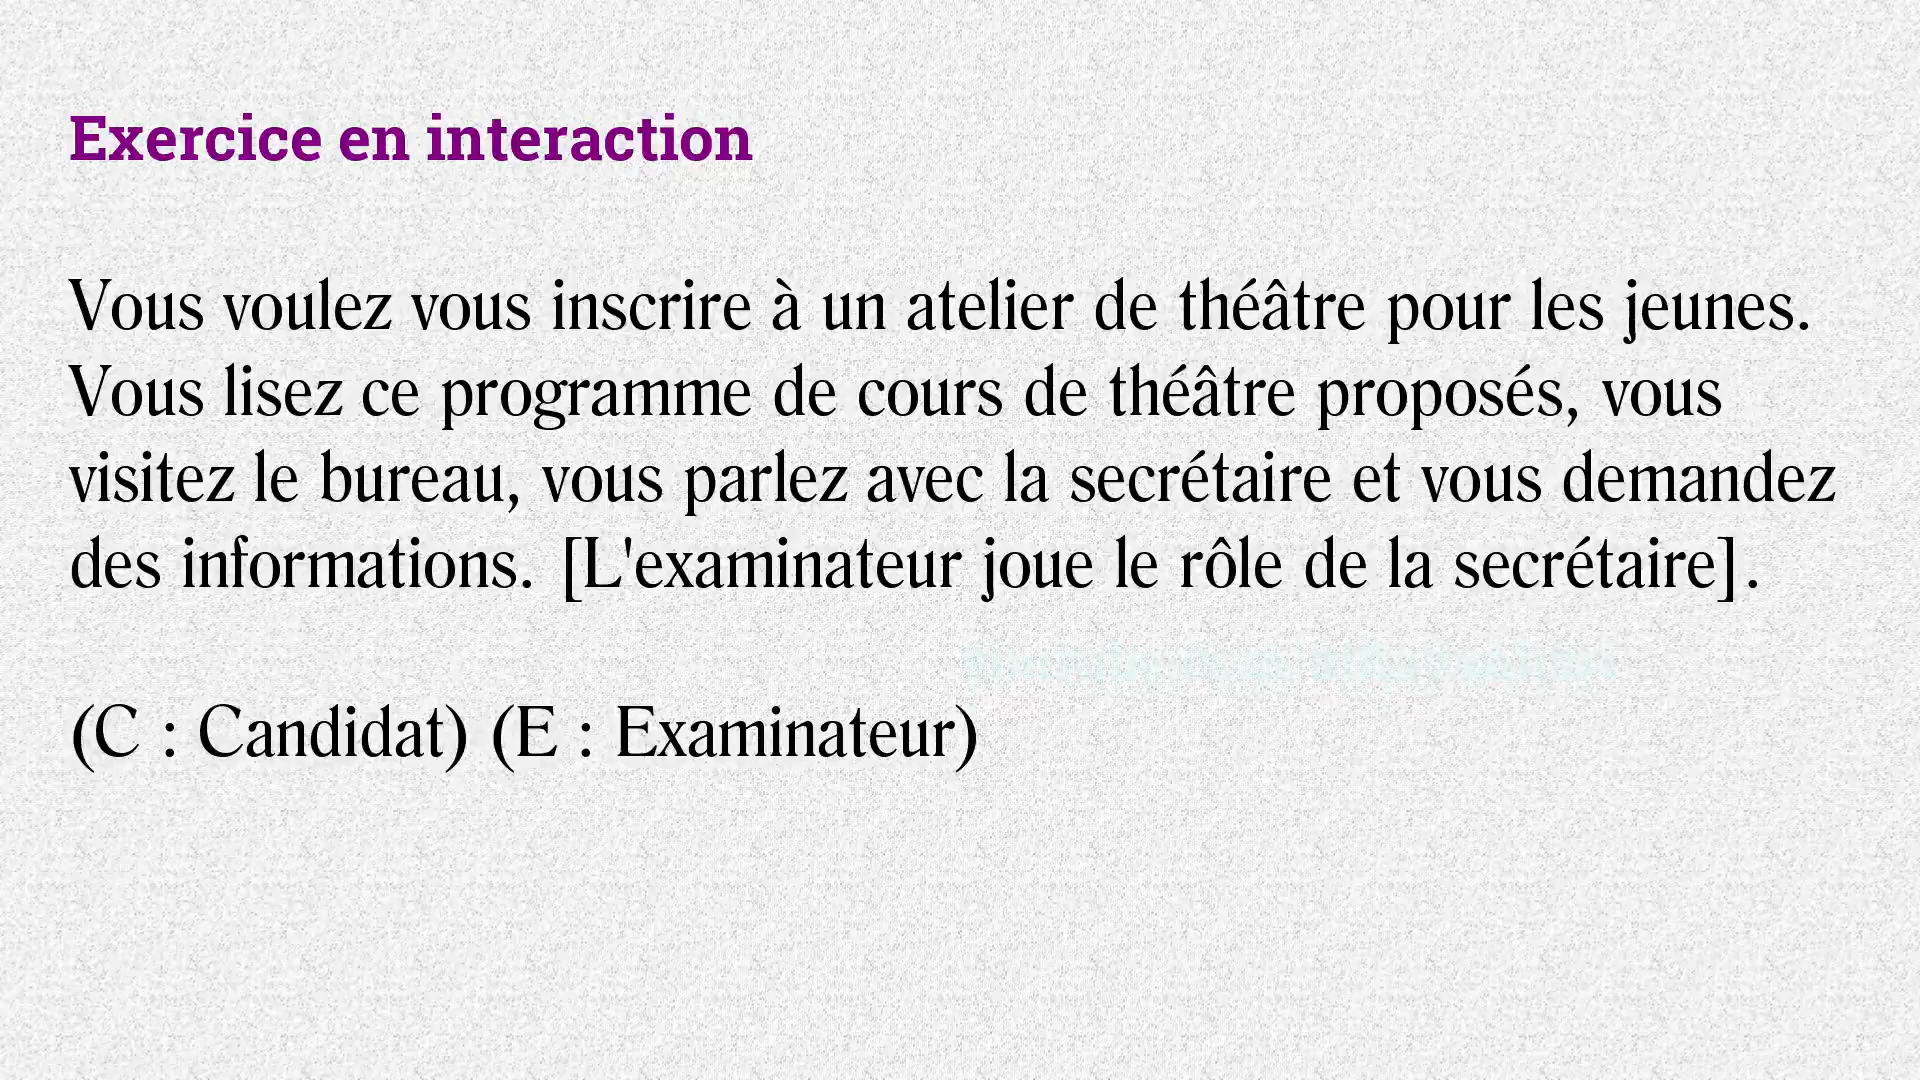 Exercice en interaction
Vous voulez vous inscrire à un atelier de théâtre pour les jeunes.
Vous lisez ce programme de cours de théâtre proposés, vous
visitez le bureau, vous parlez avec la secrétaire et vous demandez
des informations. [L'examinateur joue le rôle de la secrétaire].
(C : Candidat) (E : Examinateur)